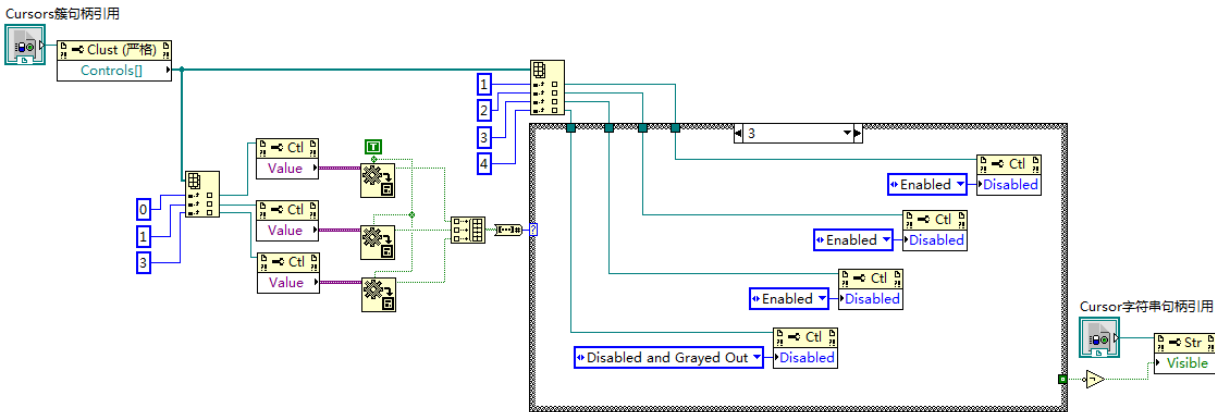 Cursors簇句柄引用
Clust (严格)
Controls[]
1
2
3
4
3
Ctl
Value
T
0
1
3
Ctl
Value
Ctl
Value
?
Ctl
Enabled
Disabled
Ctl
Enabled
Disabled
Ctl
Enabled
Disabled
Ctl
Disabled and Grayed Out
Disabled
Cursor字符串句柄引用
Str
Visible